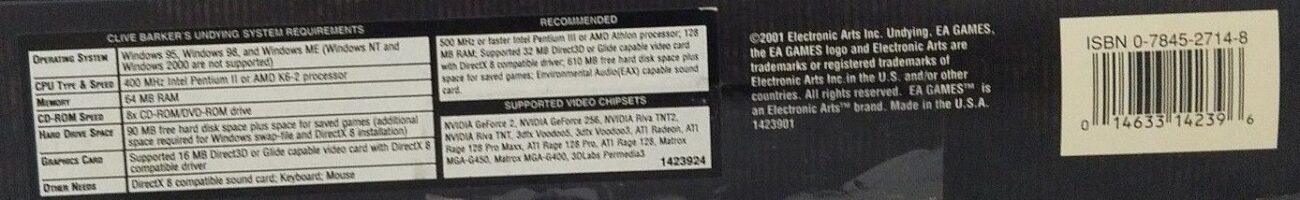 CLIVE BARKER'S UNDYING SYSTEM REQUIREMENTS
OPERATING SYSTEM Windows 95, Windows 98, and Windows ME (Windows NT and
Windows 2000 are not supported)
CPU TYPE & SPEED 400 MHz Intel Pentium II or AMD K6-2 processor
MEMORY 64 MB RAM
CD-ROM SPEED 8x CD-ROM/DVD-ROM drive
HARD DRIVE SPACE 90 MB free hard disk space plus space for saved games (additional
space required for Windows swap-file and DirectX 8 installation)
GRAPHICS CARD Supported 16 MB Direct3D or Glide capable video card with DirectX 8
compatible driver
OTHER NEEDS DirectX 8 compatible sound card; Keyboard; Mouse
RECOMMENDED
500 MHz or faster Intel Pentium III or AMD Athlon processor; 128
MB RAM; Supported 32 MB Direct3D or Glide capable video card
with DirectX 8 compatible driver; 610 MB free hard disk space plus
space for saved games; Environmental Audio(EAX) capable sound
card.
SUPPORTED VIDEO CHIPSETS
NVIDIA GeForce 2, NVIDIA GeForce 256, NVIDIA Riva TNT2,
NVIDIA Riva TNT, 3dfx Voodoo5, 3dfx Voodoo3, ATI Radeon, ATI
Rage 128 Pro Maxx, ATI Rage 128 Pro, ATI Rage 128, Matrox
MGA-G450, Matrox MGA-G400, 3DLabs Permedia3
1423924
©2001 Electronic Arts Inc. Undying, EA GAMES,
the EA GAMES logo and Electronic Arts are
trademarks or registered trademarks of
Electronic Arts Inc.in the U.S. and/or other
countries. All rights reserved. EA GAMES™ is
an Electronic Arts™ brand. Made in the U.S.A.
1423901
ISBN 0-7845-2714-8
0 14633 14239 6